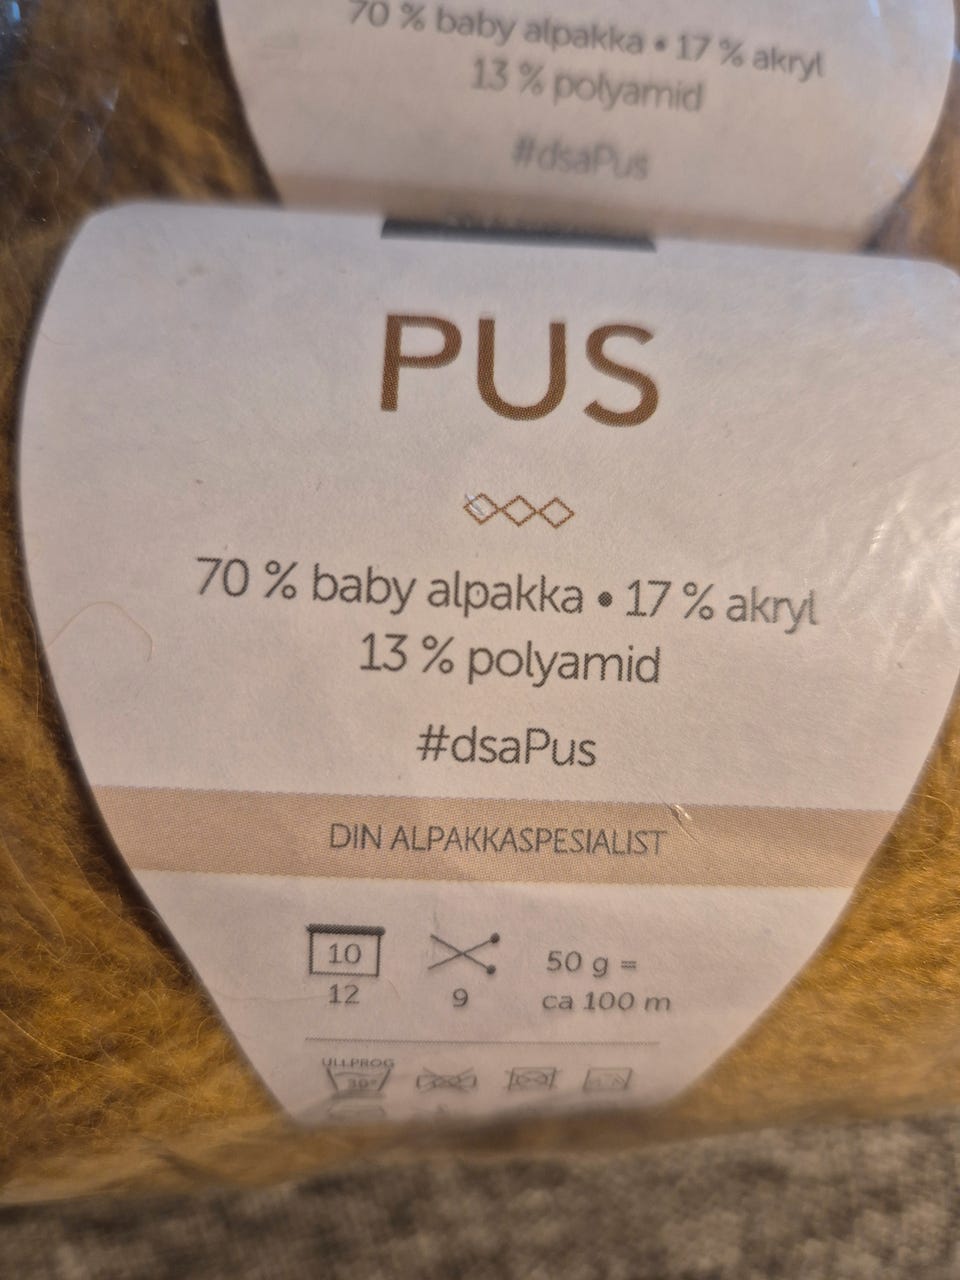 70 % baby alpakka • 17 % akryl
13 % polyamid
#dsaPus
PUS
70 % baby alpakka • 17 % akryl
13 % polyamid
#dsaPus
DIN ALPAKKASPESIALIST
10
12
9
50 g =
ca 100 m
ULLPROG
30°